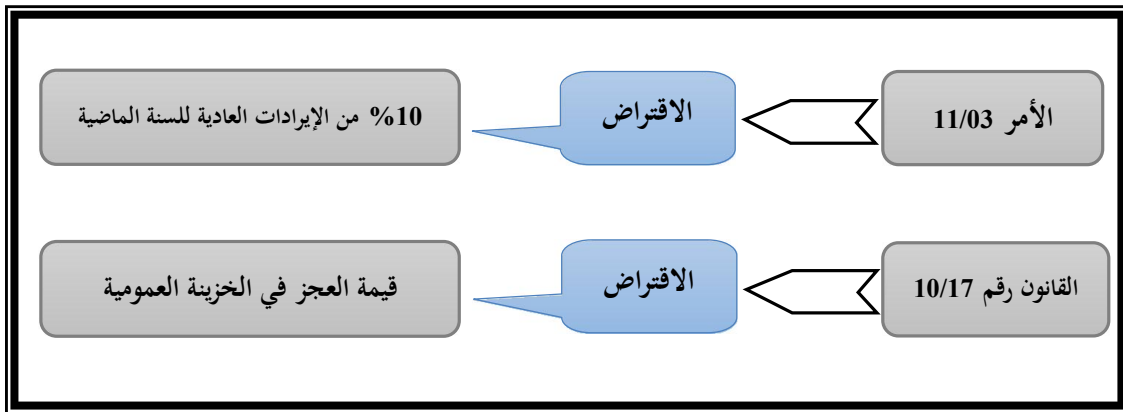 الأمر 11/03
الاقتراض
10% من الإيرادات العادية للسنة الماضية
القانون رقم 10/17
الاقتراض
قيمة العجز في الخزينة العمومية